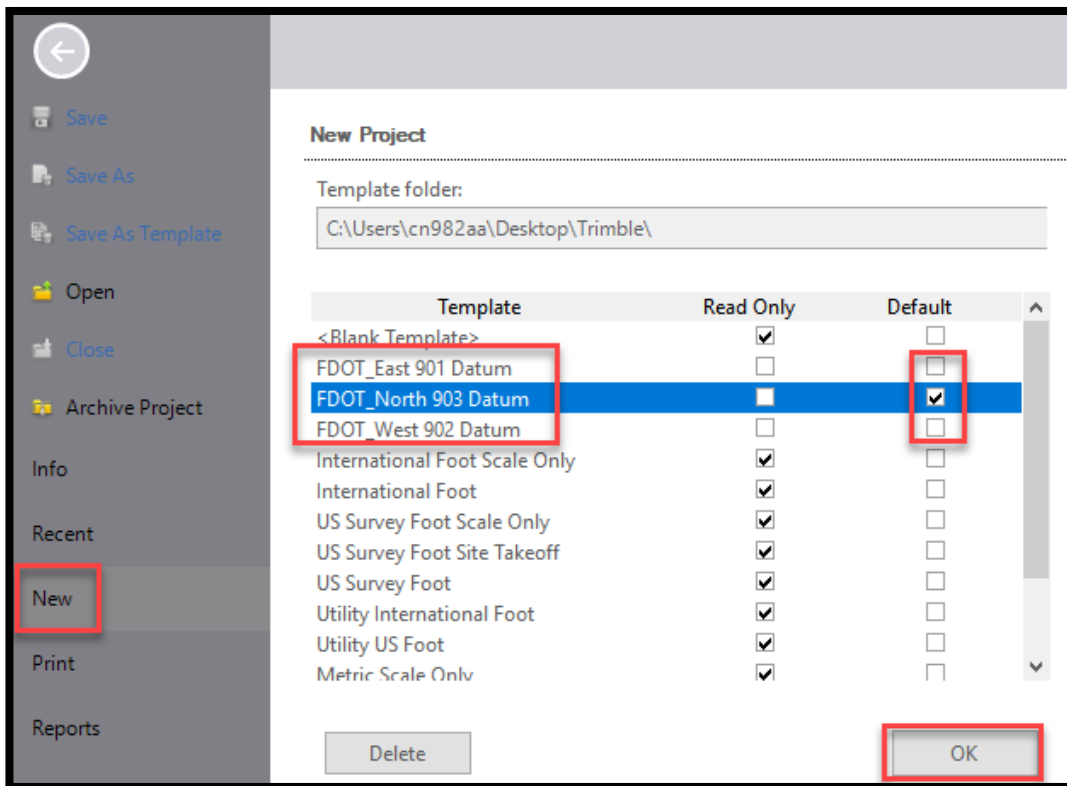 Save
Save As
Save As Template
Open
Close
Archive Project
Info
Recent
New
Print
Reports
New Project
Template folder:
C:\Users\cn982aa\Desktop\Trimble\
Template Read Only Default
<Blank Template>
FDOT_East 901 Datum
FDOT_North 903 Datum
FDOT_West 902 Datum
International Foot Scale Only
International Foot
US Survey Foot Scale Only
US Survey Foot Site Takeoff
US Survey Foot
Utility International Foot
Utility US Foot
Metric Scale Only
Delete OK